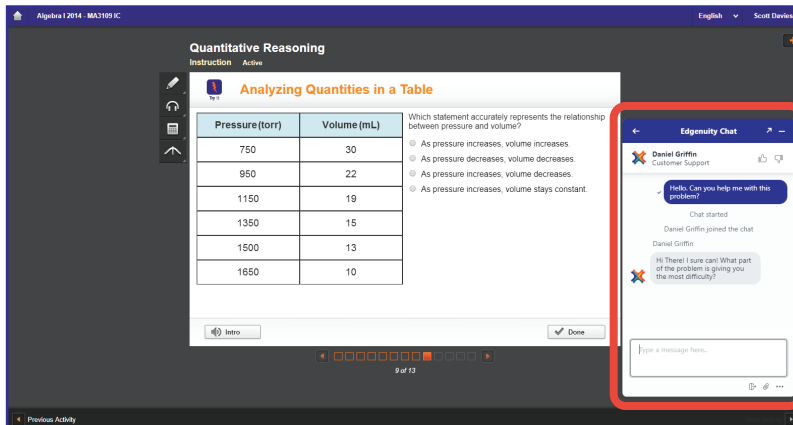 Algebra I 2014 - MA3109 IC
English
Scott Davies
Quantitative Reasoning
Instruction Active
Try It
Analyzing Quantities in a Table
Pressure (torr) Volume (mL)
750 30
950 22
1150 19
1350 15
1500 13
1650 10
Which statement accurately represents the relationship
between pressure and volume?
As pressure increases, volume increases.
As pressure decreases, volume decreases.
As pressure increases, volume decreases.
As pressure increases, volume stays constant.
Intro
Done
9 of 13
Previous Activity
Edgenuity Chat
Daniel Griffin
Customer Support
Hello. Can you help me with this
problem?
Chat started
Daniel Griffin joined the chat
Daniel Griffin
Hi There! I sure can! What part
of the problem is giving you
the most difficulty?
Type a message here..